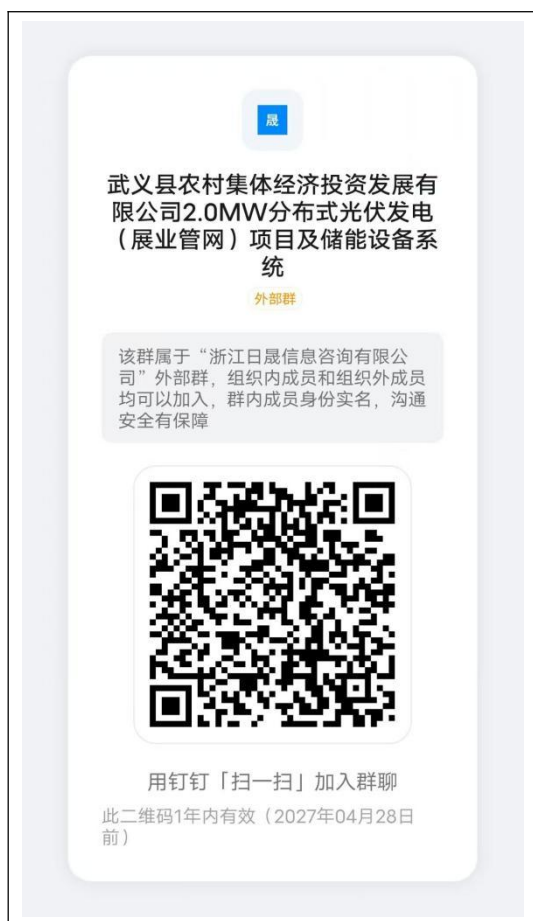 晟
武义县农村集体经济投资发展有
限公司2.0MW分布式光伏发电
（展业管网）项目及储能设备系
统
外部群
该群属于“浙江日晟信息咨询有限公
司”外部群，组织内成员和组织外成员
均可以加入，群内成员身份实名，沟通
安全有保障
用钉钉「扫一扫」加入群聊
此二维码1年内有效（2027年04月28日
前）